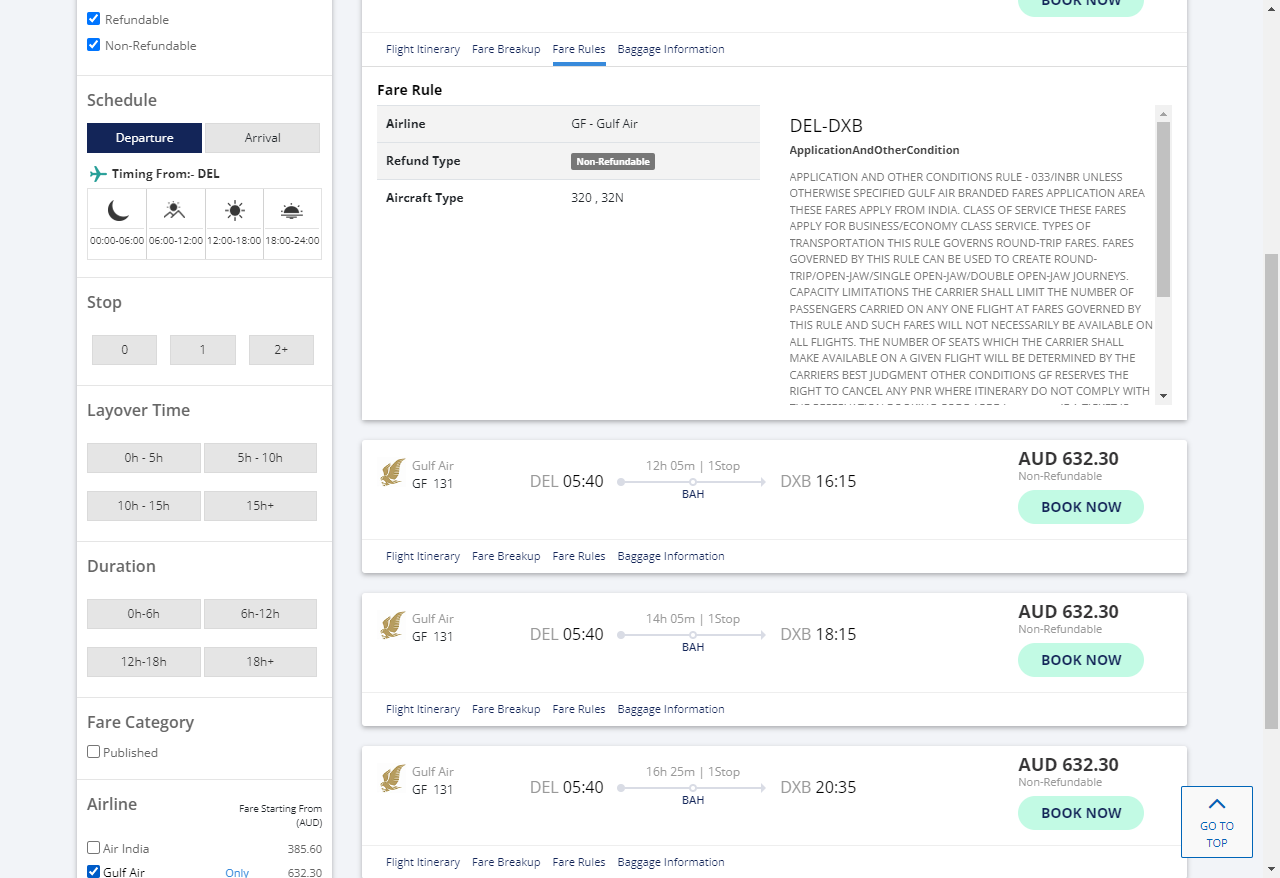 Refundable
Non-Refundable
Schedule
Departure
Arrival
Timing From:- DEL
00:00-06:00
06:00-12:00
12:00-18:00
18:00-24:00
Stop
0
1
2+
Layover Time
0h - 5h
5h - 10h
10h - 15h
15h+
Duration
0h-6h
6h-12h
12h-18h
18h+
Fare Category
Published
Airline
Fare Starting From
(AUD)
Air India
385.60
Gulf Air
Only
632.30
BOOK NOW
Flight Itinerary
Fare Breakup
Fare Rules
Baggage Information
Fare Rule
Airline
GF - Gulf Air
Refund Type
Non-Refundable
Aircraft Type
320 , 32N
DEL-DXB
ApplicationAndOtherCondition
APPLICATION AND OTHER CONDITIONS RULE - 033/INBR UNLESS
OTHERWISE SPECIFIED GULF AIR BRANDED FARES APPLICATION AREA
THESE FARES APPLY FROM INDIA. CLASS OF SERVICE THESE FARES
APPLY FOR BUSINESS/ECONOMY CLASS SERVICE. TYPES OF
TRANSPORTATION THIS RULE GOVERNS ROUND-TRIP FARES. FARES
GOVERNED BY THIS RULE CAN BE USED TO CREATE ROUND-
TRIP/OPEN-JAW/SINGLE OPEN-JAW/DOUBLE OPEN-JAW JOURNEYS.
CAPACITY LIMITATIONS THE CARRIER SHALL LIMIT THE NUMBER OF
PASSENGERS CARRIED ON ANY ONE FLIGHT AT FARES GOVERNED BY
THIS RULE AND SUCH FARES WILL NOT NECESSARILY BE AVAILABLE ON
ALL FLIGHTS. THE NUMBER OF SEATS WHICH THE CARRIER SHALL
MAKE AVAILABLE ON A GIVEN FLIGHT WILL BE DETERMINED BY THE
CARRIERS BEST JUDGMENT OTHER CONDITIONS GF RESERVES THE
RIGHT TO CANCEL ANY PNR WHERE ITINERARY DO NOT COMPLY WITH
Gulf Air
GF 131
DEL 05:40
12h 05m | 1Stop
BAH
DXB 16:15
AUD 632.30
Non-Refundable
BOOK NOW
Flight Itinerary
Fare Breakup
Fare Rules
Baggage Information
Gulf Air
GF 131
DEL 05:40
14h 05m | 1Stop
BAH
DXB 18:15
AUD 632.30
Non-Refundable
BOOK NOW
Flight Itinerary
Fare Breakup
Fare Rules
Baggage Information
Gulf Air
GF 131
DEL 05:40
16h 25m | 1Stop
BAH
DXB 20:35
AUD 632.30
Non-Refundable
BOOK NOW
Flight Itinerary
Fare Breakup
Fare Rules
Baggage Information
GO TO
TOP